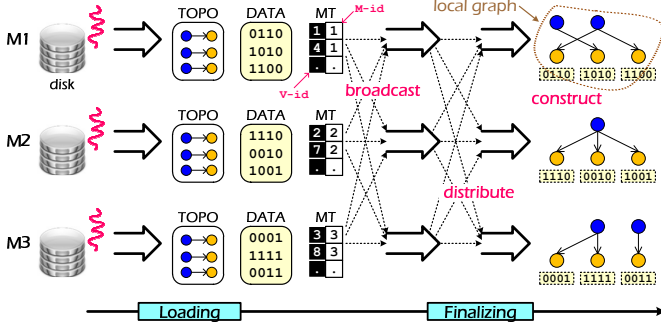 TOPO DATA MT M-id local graph
M1 0110 1 1
1010 4 1
1100 . .
disk V-id broadcast construct
0110 1010 1100
TOPO DATA MT
M2 1110 2 2
0010 7 2
1001 . .
1110 0010 1001
distribute
TOPO DATA MT
M3 0001 3 3
1111 8 3
0011 . .
0001 1111 0011
Loading Finalizing